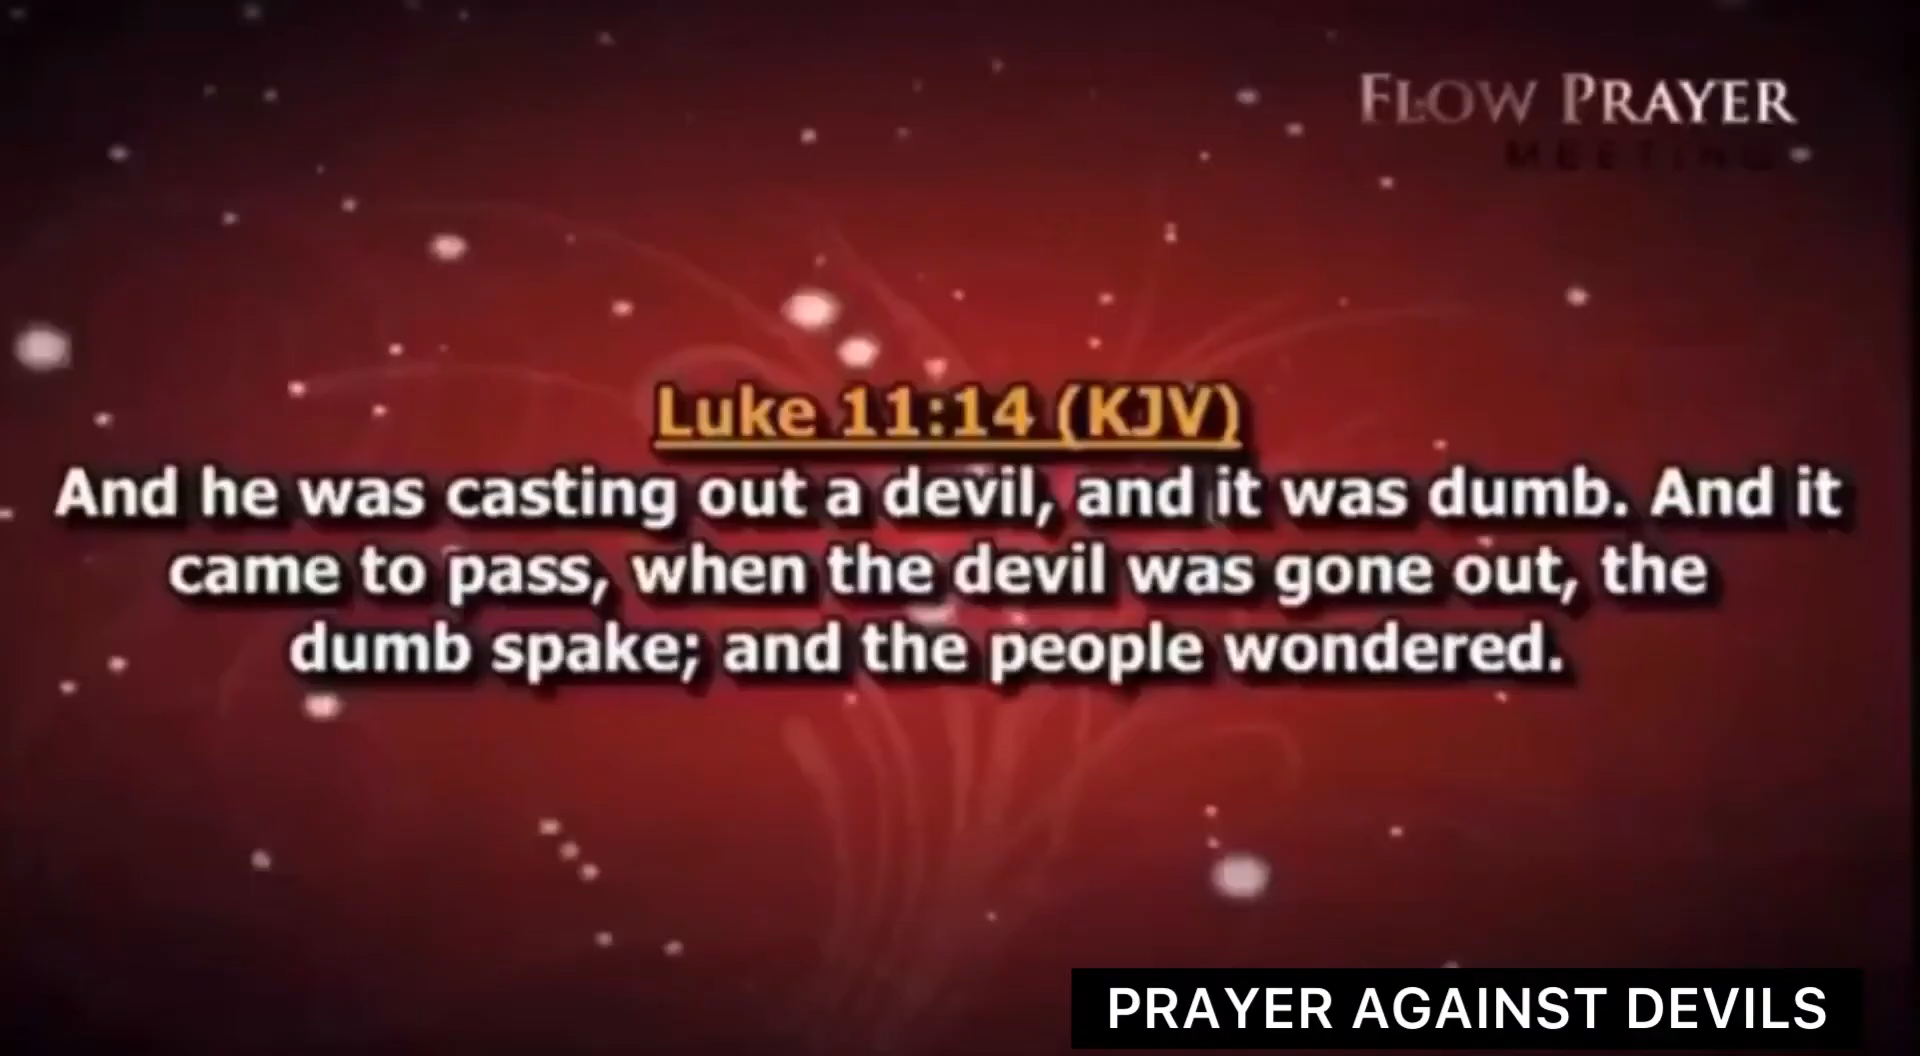 FLOW PRAYER
MEETING
Luke 11:14 (KJV)
And he was casting out a devil, and it was dumb. And it
came to pass, when the devil was gone out, the
dumb spake; and the people wondered.
PRAYER AGAINST DEVILS